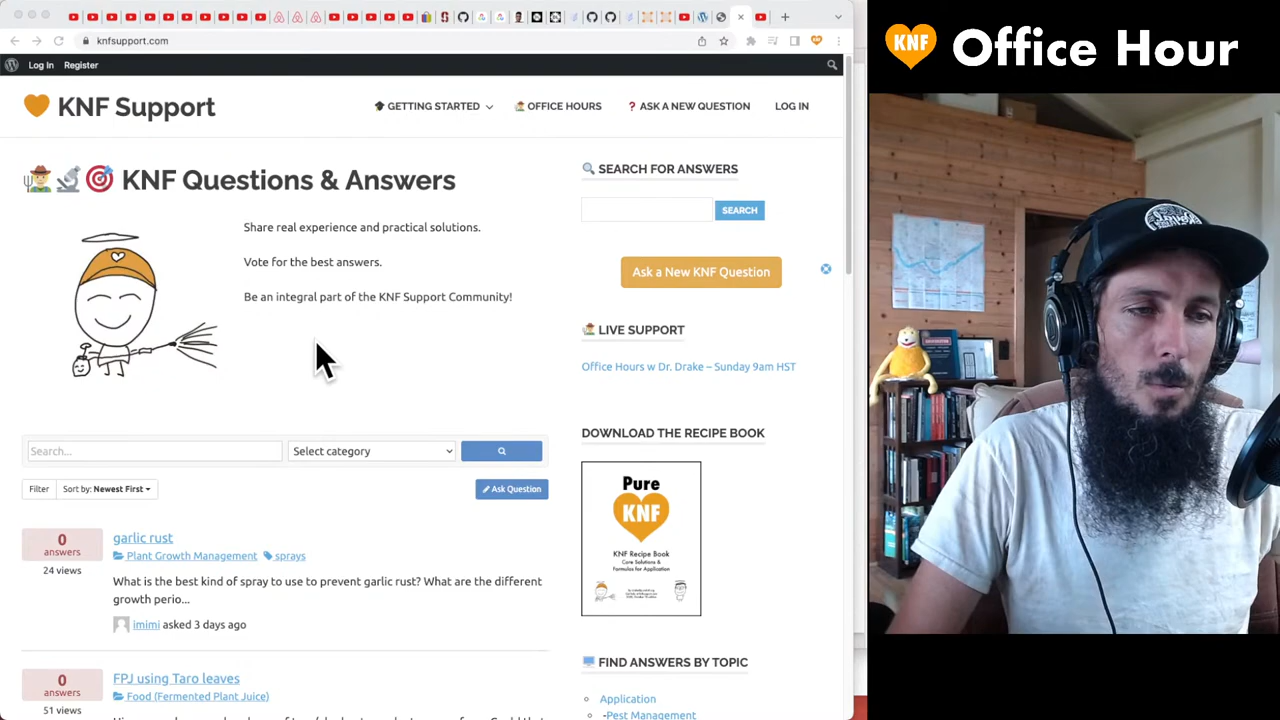 knfsupport.com
Log In Register
KNF Support
GETTING STARTED
OFFICE HOURS
? ASK A NEW QUESTION
LOG IN
KNF Questions & Answers
Share real experience and practical solutions.
Vote for the best answers.
Be an integral part of the KNF Support Community!
Search...
Select category
Filter
Sort by: Newest First
Ask Question
0
answers
24 views
garlic rust
Plant Growth Management
sprays
What is the best kind of spray to use to prevent garlic rust? What are the different
growth perio...
imimi asked 3 days ago
0
answers
51 views
FPJ using Taro leaves
Food (Fermented Plant Juice)
SEARCH FOR ANSWERS
SEARCH
Ask a New KNF Question
LIVE SUPPORT
Office Hours w Dr. Drake – Sunday 9am HST
DOWNLOAD THE RECIPE BOOK
Pure
KNF
KNF Recipe Book
Core Solutions &
Formulas for Application
FIND ANSWERS BY TOPIC
Application
-Pest Management
KNF
Office Hour